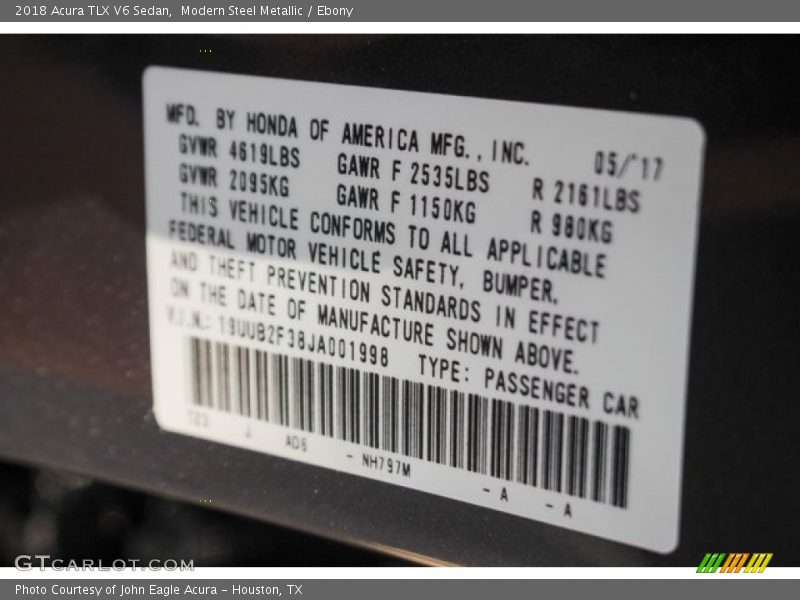 2018 Acura TLX V6 Sedan,  Modern Steel Metallic / Ebony
MFD. BY HONDA OF AMERICA MFG., INC. 05/'17
GVWR 4619LBS GAWR F 2535LBS R 2161LBS
GVWR 2095KG GAWR F 1150KG R 980KG
THIS VEHICLE CONFORMS TO ALL APPLICABLE
FEDERAL MOTOR VEHICLE SAFETY, BUMPER,
AND THEFT PREVENTION STANDARDS IN EFFECT
ON THE DATE OF MANUFACTURE SHOWN ABOVE.
V.I.N.: 19UUB2F38JA001998 TYPE: PASSENGER CAR
J AD6 - NH797M - A - A
GTCARLOT.COM
Photo Courtesy of John Eagle Acura - Houston, TX